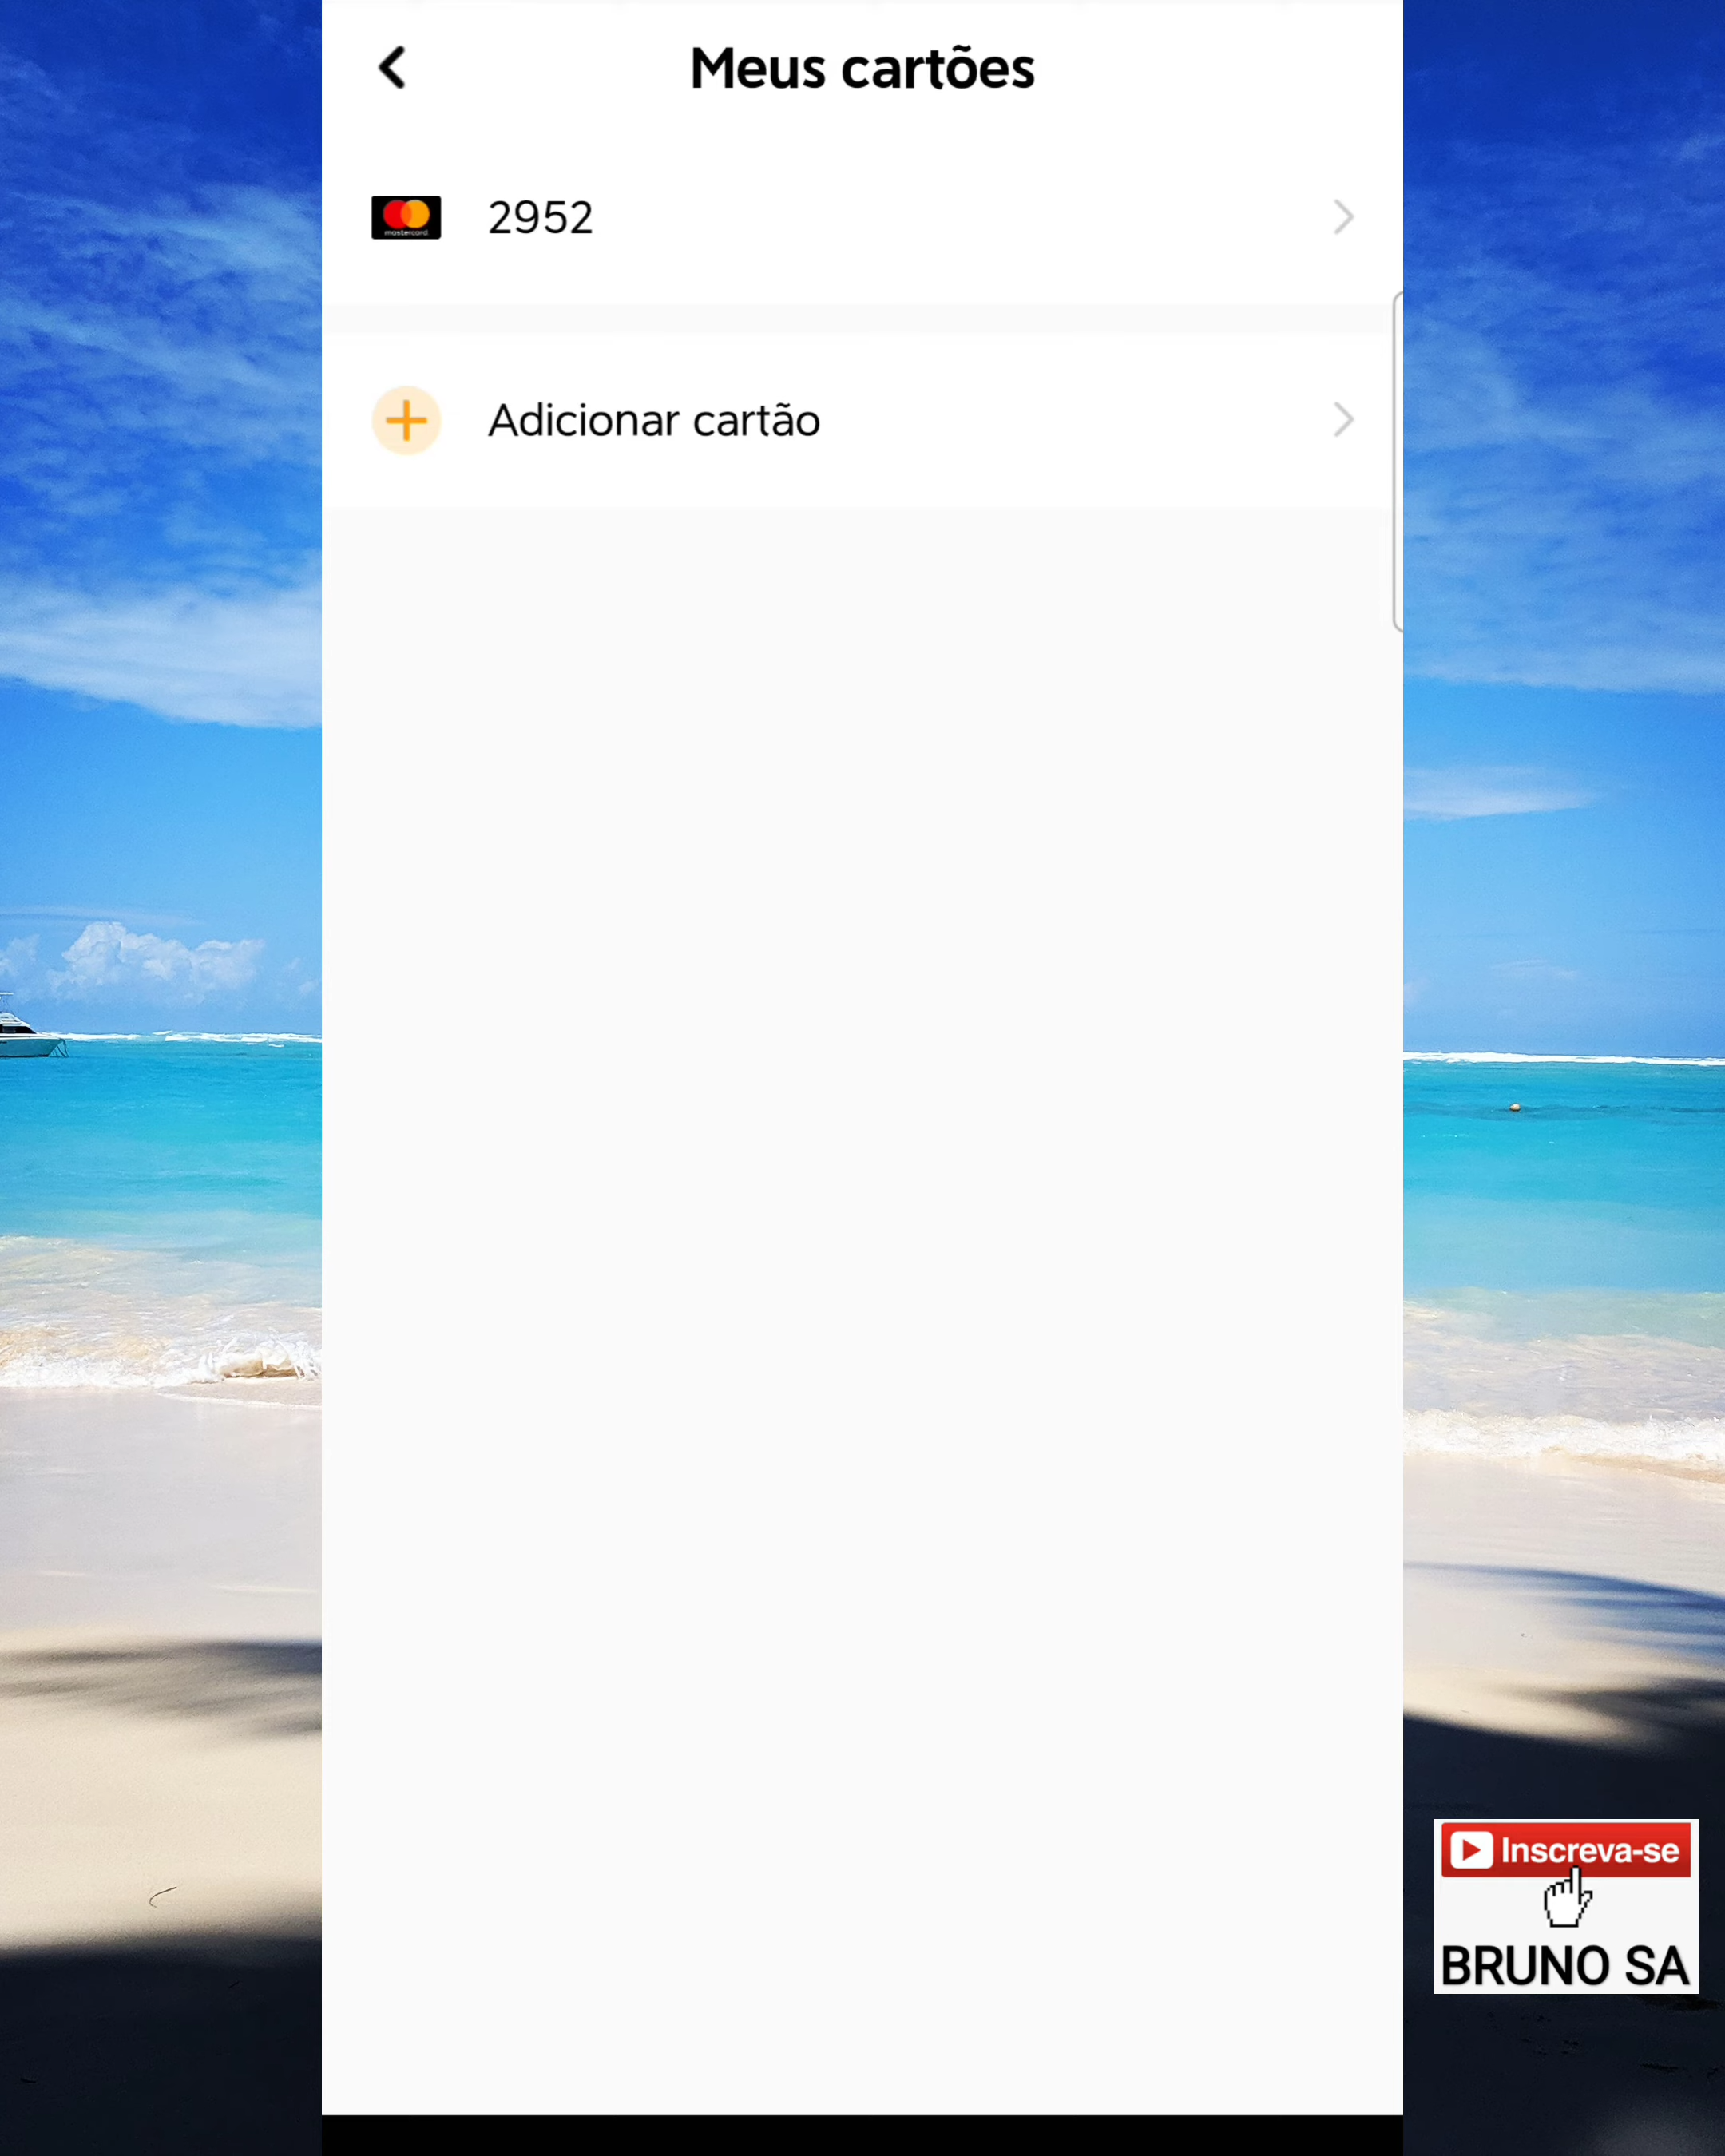 Meus cartões
mastercard
2952
Adicionar cartão
Inscreva-se
BRUNO SA